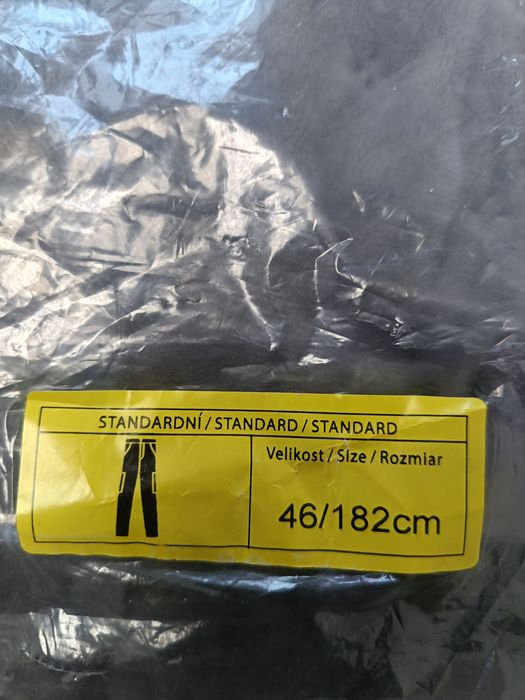 STANDARDNÍ / STANDARD / STANDARD
Velikost / Size / Rozmiar
46/182cm